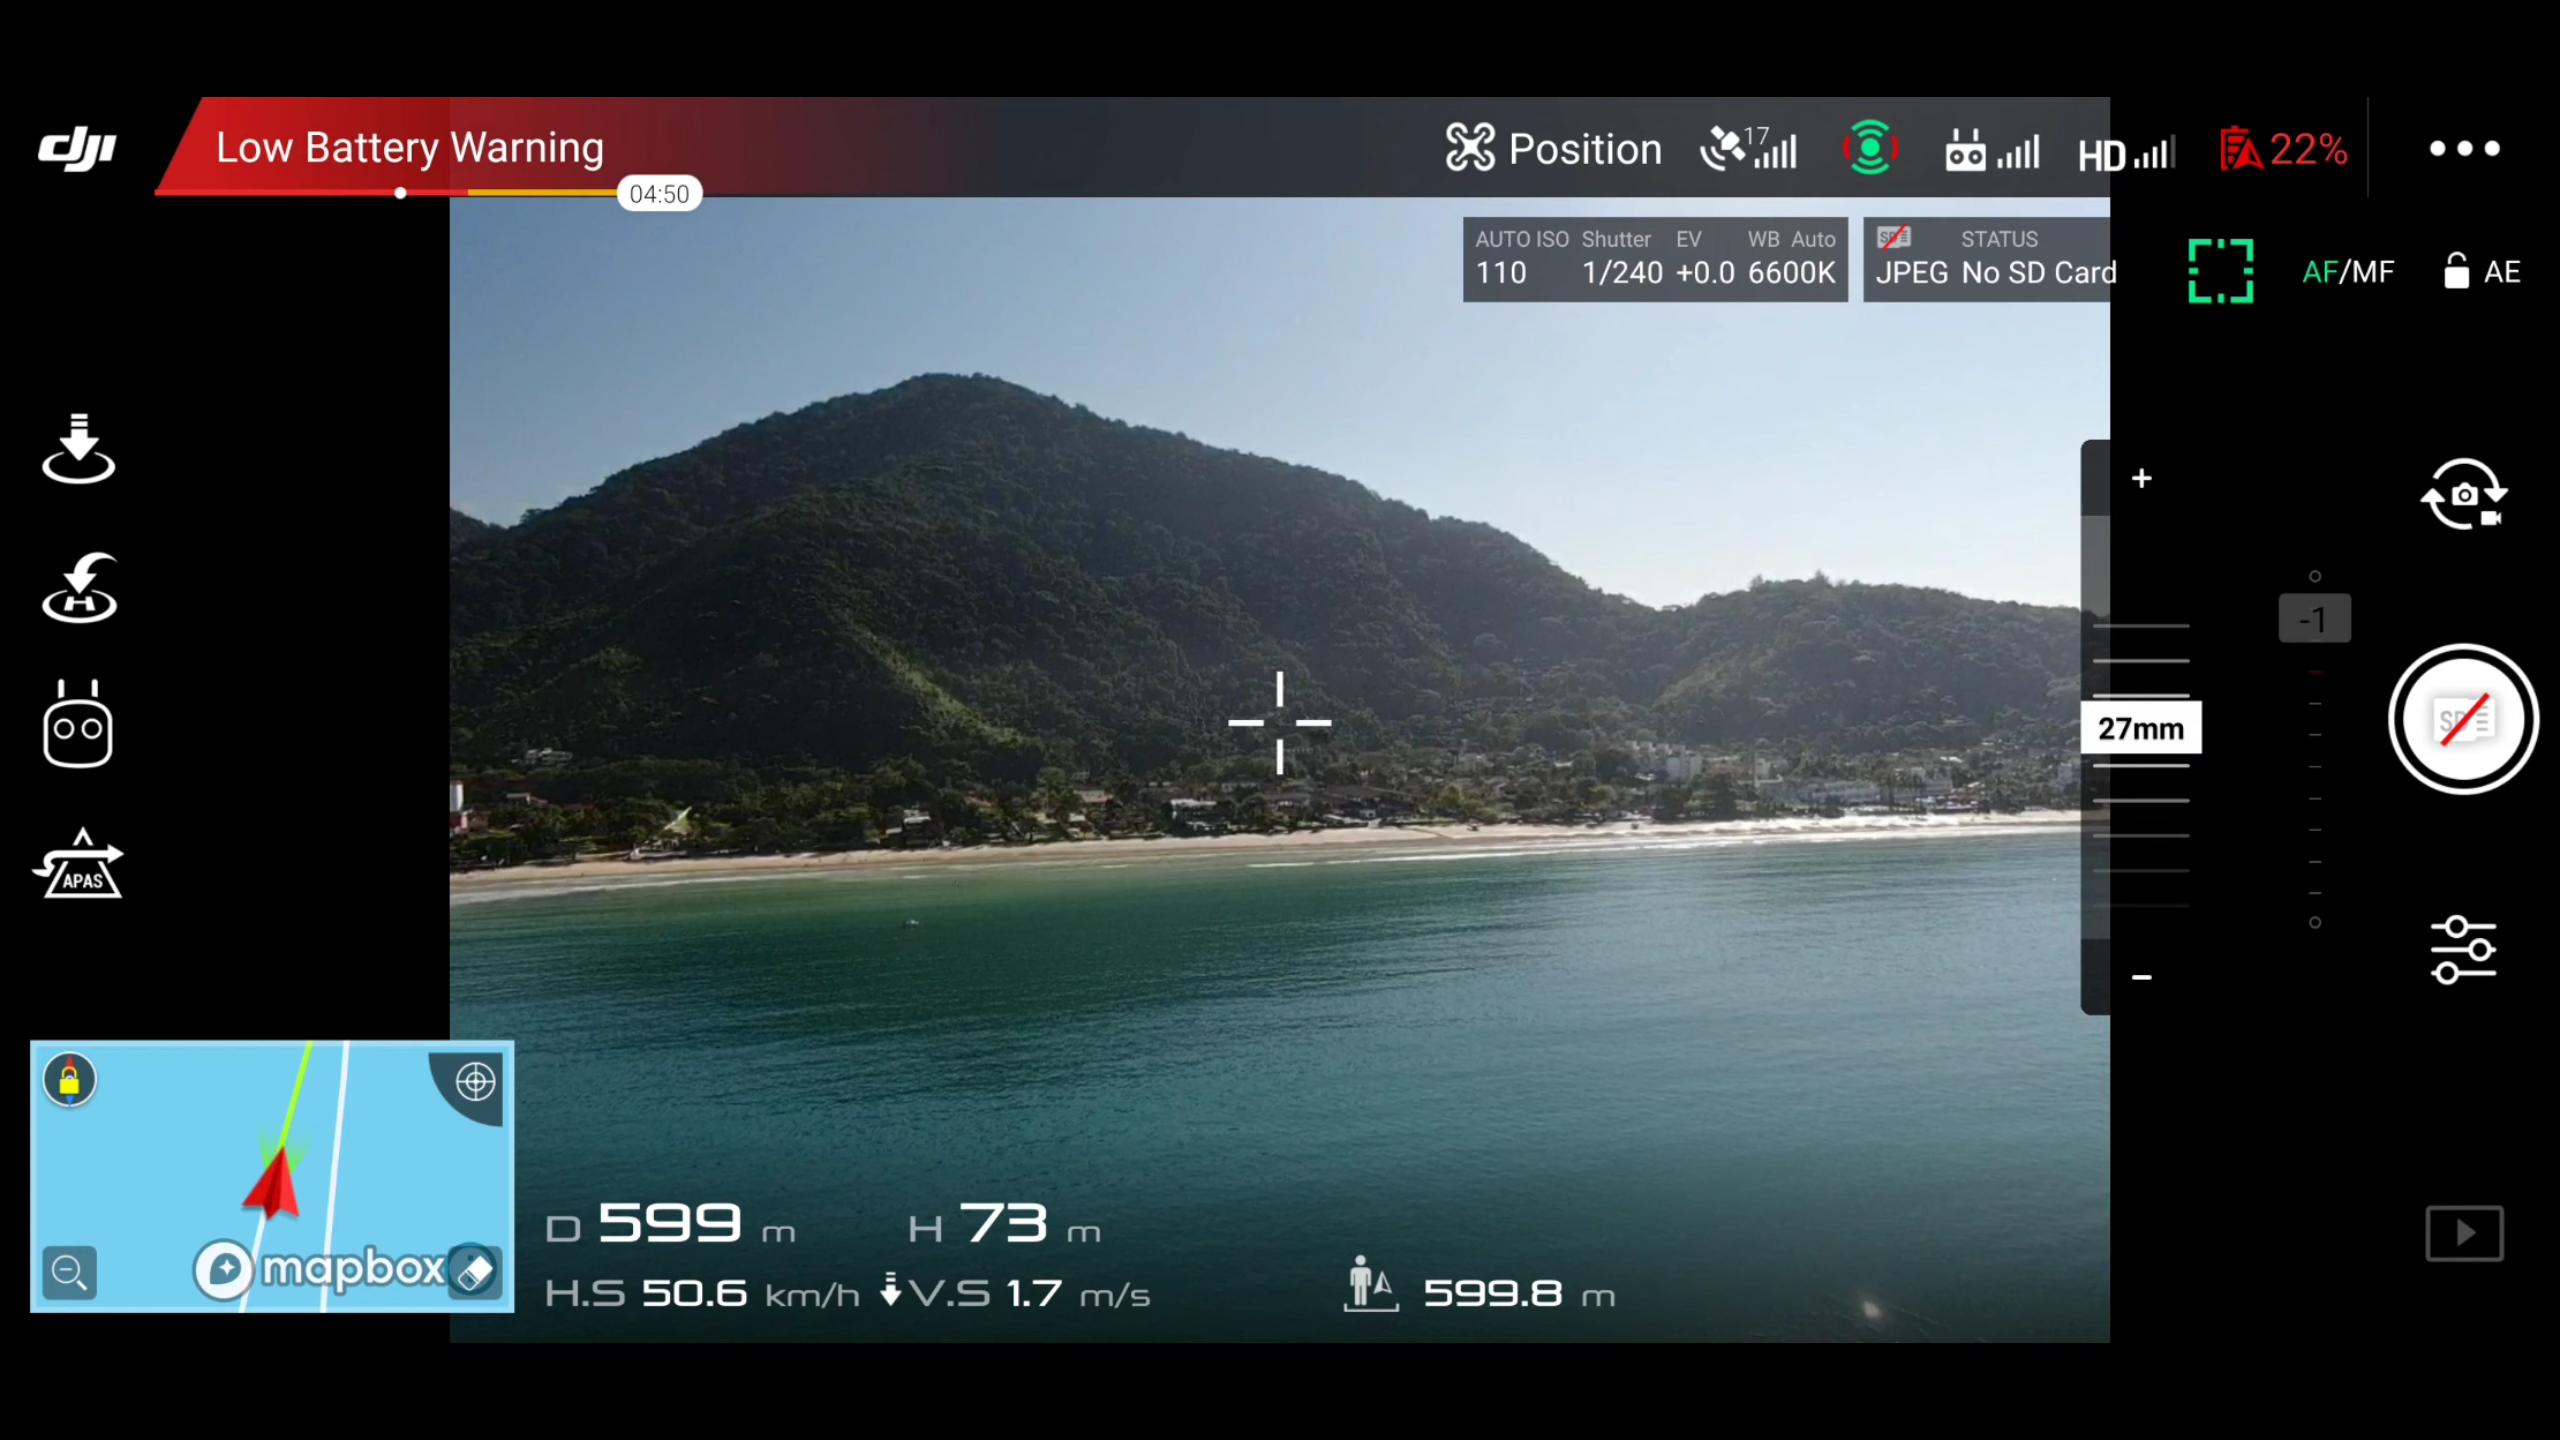 dji
Low Battery Warning
04:50
Position
17
HD
22%
AUTO ISO Shutter EV WB Auto
110 1/240 +0.0 6600K
SD STATUS
JPEG No SD Card
AF/MF
AE
+
-1
H
27mm
SD
APAS
−
mapbox
D 599 m H 73 m
H.S 50.6 km/h V.S 1.7 m/s
599.8 m